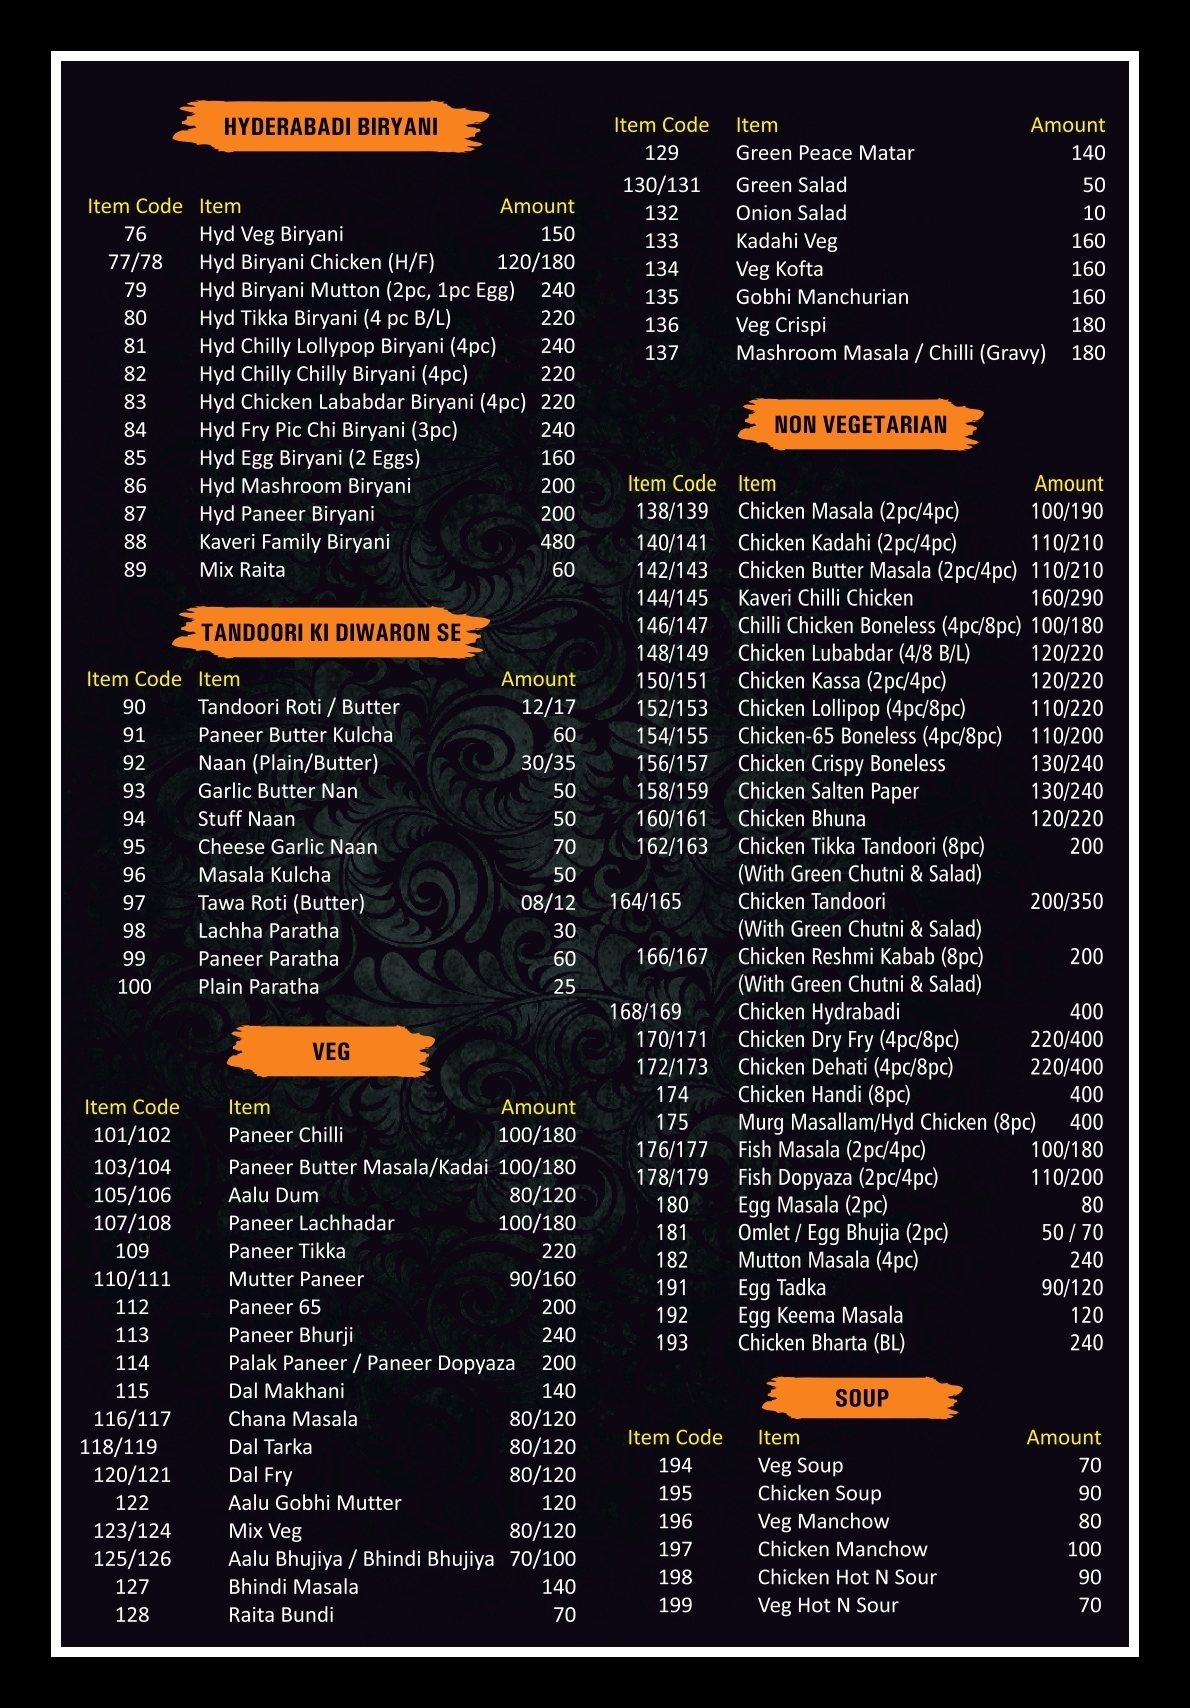 HYDERABADI BIRYANI
Item Code Item Amount
76 Hyd Veg Biryani 150
77/78 Hyd Biryani Chicken (H/F) 120/180
79 Hyd Biryani Mutton (2pc, 1pc Egg) 240
80 Hyd Tikka Biryani (4 pc B/L) 220
81 Hyd Chilly Lollypop Biryani (4pc) 240
82 Hyd Chilly Chilly Biryani (4pc) 220
83 Hyd Chicken Lababdar Biryani (4pc) 220
84 Hyd Fry Pic Chi Biryani (3pc) 240
85 Hyd Egg Biryani (2 Eggs) 160
86 Hyd Mashroom Biryani 200
87 Hyd Paneer Biryani 200
88 Kaveri Family Biryani 480
89 Mix Raita 60
TANDOORI KI DIWARON SE
Item Code Item Amount
90 Tandoori Roti / Butter 12/17
91 Paneer Butter Kulcha 60
92 Naan (Plain/Butter) 30/35
93 Garlic Butter Nan 50
94 Stuff Naan 50
95 Cheese Garlic Naan 70
96 Masala Kulcha 50
97 Tawa Roti (Butter) 08/12
98 Lachha Paratha 30
99 Paneer Paratha 60
100 Plain Paratha 25
VEG
Item Code Item Amount
101/102 Paneer Chilli 100/180
103/104 Paneer Butter Masala/Kadai 100/180
105/106 Aalu Dum 80/120
107/108 Paneer Lachhadar 100/180
109 Paneer Tikka 220
110/111 Mutter Paneer 90/160
112 Paneer 65 200
113 Paneer Bhurji 240
114 Palak Paneer / Paneer Dopyaza 200
115 Dal Makhani 140
116/117 Chana Masala 80/120
118/119 Dal Tarka 80/120
120/121 Dal Fry 80/120
122 Aalu Gobhi Mutter 120
123/124 Mix Veg 80/120
125/126 Aalu Bhujiya / Bhindi Bhujiya 70/100
127 Bhindi Masala 140
128 Raita Bundi 70
Item Code Item Amount
129 Green Peace Matar 140
130/131 Green Salad 50
132 Onion Salad 10
133 Kadahi Veg 160
134 Veg Kofta 160
135 Gobhi Manchurian 160
136 Veg Crispi 180
137 Mashroom Masala / Chilli (Gravy) 180
NON VEGETARIAN
Item Code Item Amount
138/139 Chicken Masala (2pc/4pc) 100/190
140/141 Chicken Kadahi (2pc/4pc) 110/210
142/143 Chicken Butter Masala (2pc/4pc) 110/210
144/145 Kaveri Chilli Chicken 160/290
146/147 Chilli Chicken Boneless (4pc/8pc) 100/180
148/149 Chicken Lubabdar (4/8 B/L) 120/220
150/151 Chicken Kassa (2pc/4pc) 120/220
152/153 Chicken Lollipop (4pc/8pc) 110/220
154/155 Chicken-65 Boneless (4pc/8pc) 110/200
156/157 Chicken Crispy Boneless 130/240
158/159 Chicken Salten Paper 130/240
160/161 Chicken Bhuna 120/220
162/163 Chicken Tikka Tandoori (8pc) 200
(With Green Chutni & Salad)
164/165 Chicken Tandoori 200/350
(With Green Chutni & Salad)
166/167 Chicken Reshmi Kabab (8pc) 200
(With Green Chutni & Salad)
168/169 Chicken Hydrabadi 400
170/171 Chicken Dry Fry (4pc/8pc) 220/400
172/173 Chicken Dehati (4pc/8pc) 220/400
174 Chicken Handi (8pc) 400
175 Murg Masallam/Hyd Chicken (8pc) 400
176/177 Fish Masala (2pc/4pc) 100/180
178/179 Fish Dopyaza (2pc/4pc) 110/200
180 Egg Masala (2pc) 80
181 Omlet / Egg Bhujia (2pc) 50 / 70
182 Mutton Masala (4pc) 240
191 Egg Tadka 90/120
192 Egg Keema Masala 120
193 Chicken Bharta (BL) 240
SOUP
Item Code Item Amount
194 Veg Soup 70
195 Chicken Soup 90
196 Veg Manchow 80
197 Chicken Manchow 100
198 Chicken Hot N Sour 90
199 Veg Hot N Sour 70